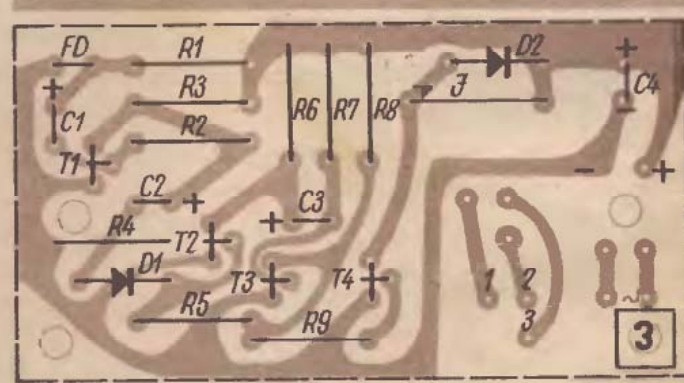 FD R1 D2 +
+ R3 J C4
C1 R2 R6 R7 R8 -
T1 - +
C2 + + C3
R4 T2
D1 T3 T4 1 2 ~
R5 R9 3 3